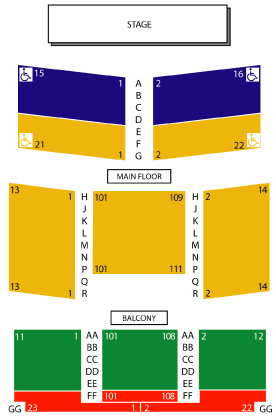 STAGE
15 1 A 2 16
B
C
D
E
F
21 1 G 2 22
MAIN FLOOR
13 1 H 101 109 2 14
J
K
L
M
N
P
Q
13 1 R 101 111 2 14
BALCONY
11 1 AA 101 108 AA 2 12
BB BB
CC CC
DD DD
EE EE
FF 101 108 FF
GG 23 1 2 22 GG